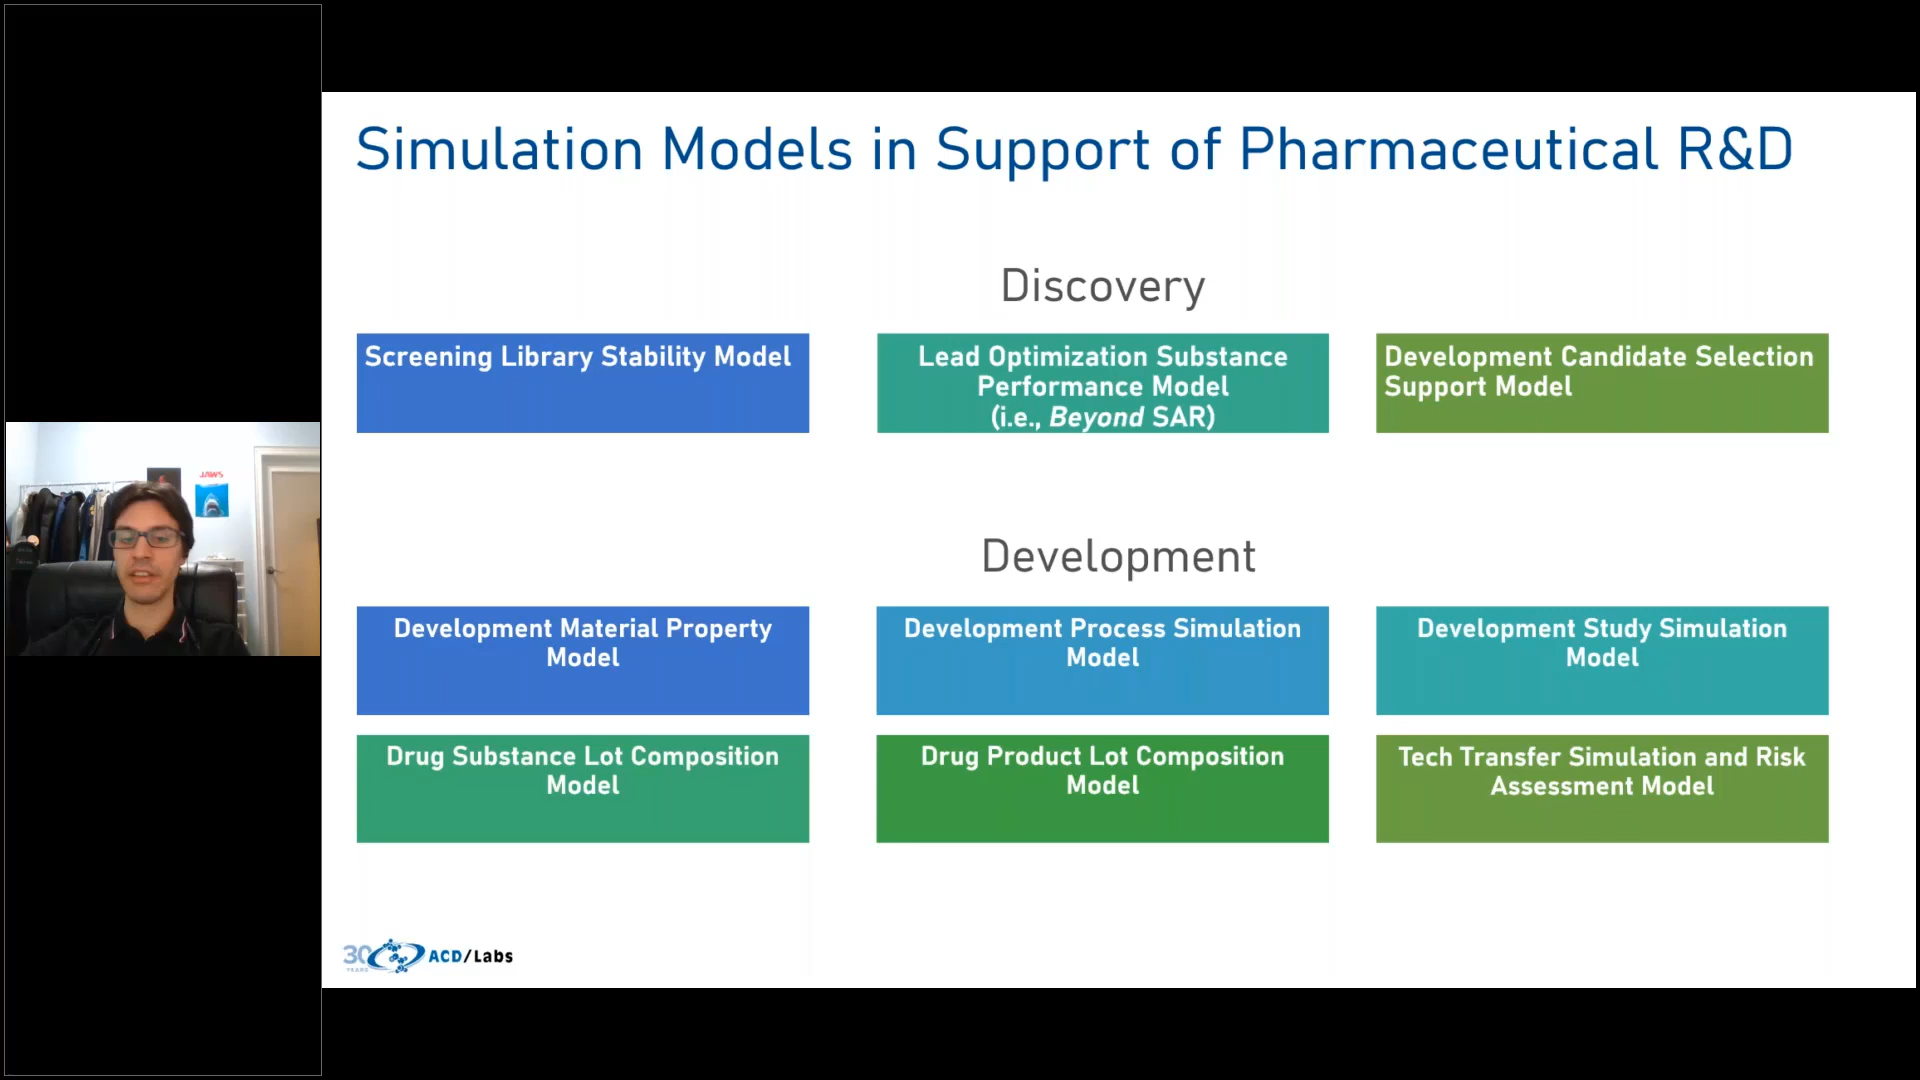 Simulation Models in Support of Pharmaceutical R&D
Discovery
Screening Library Stability Model
Lead Optimization Substance
Performance Model
(i.e., Beyond SAR)
Development Candidate Selection
Support Model
Development
Development Material Property
Model
Development Process Simulation
Model
Development Study Simulation
Model
Drug Substance Lot Composition
Model
Drug Product Lot Composition
Model
Tech Transfer Simulation and Risk
Assessment Model
30
YEARS
ACD/Labs
JAWS